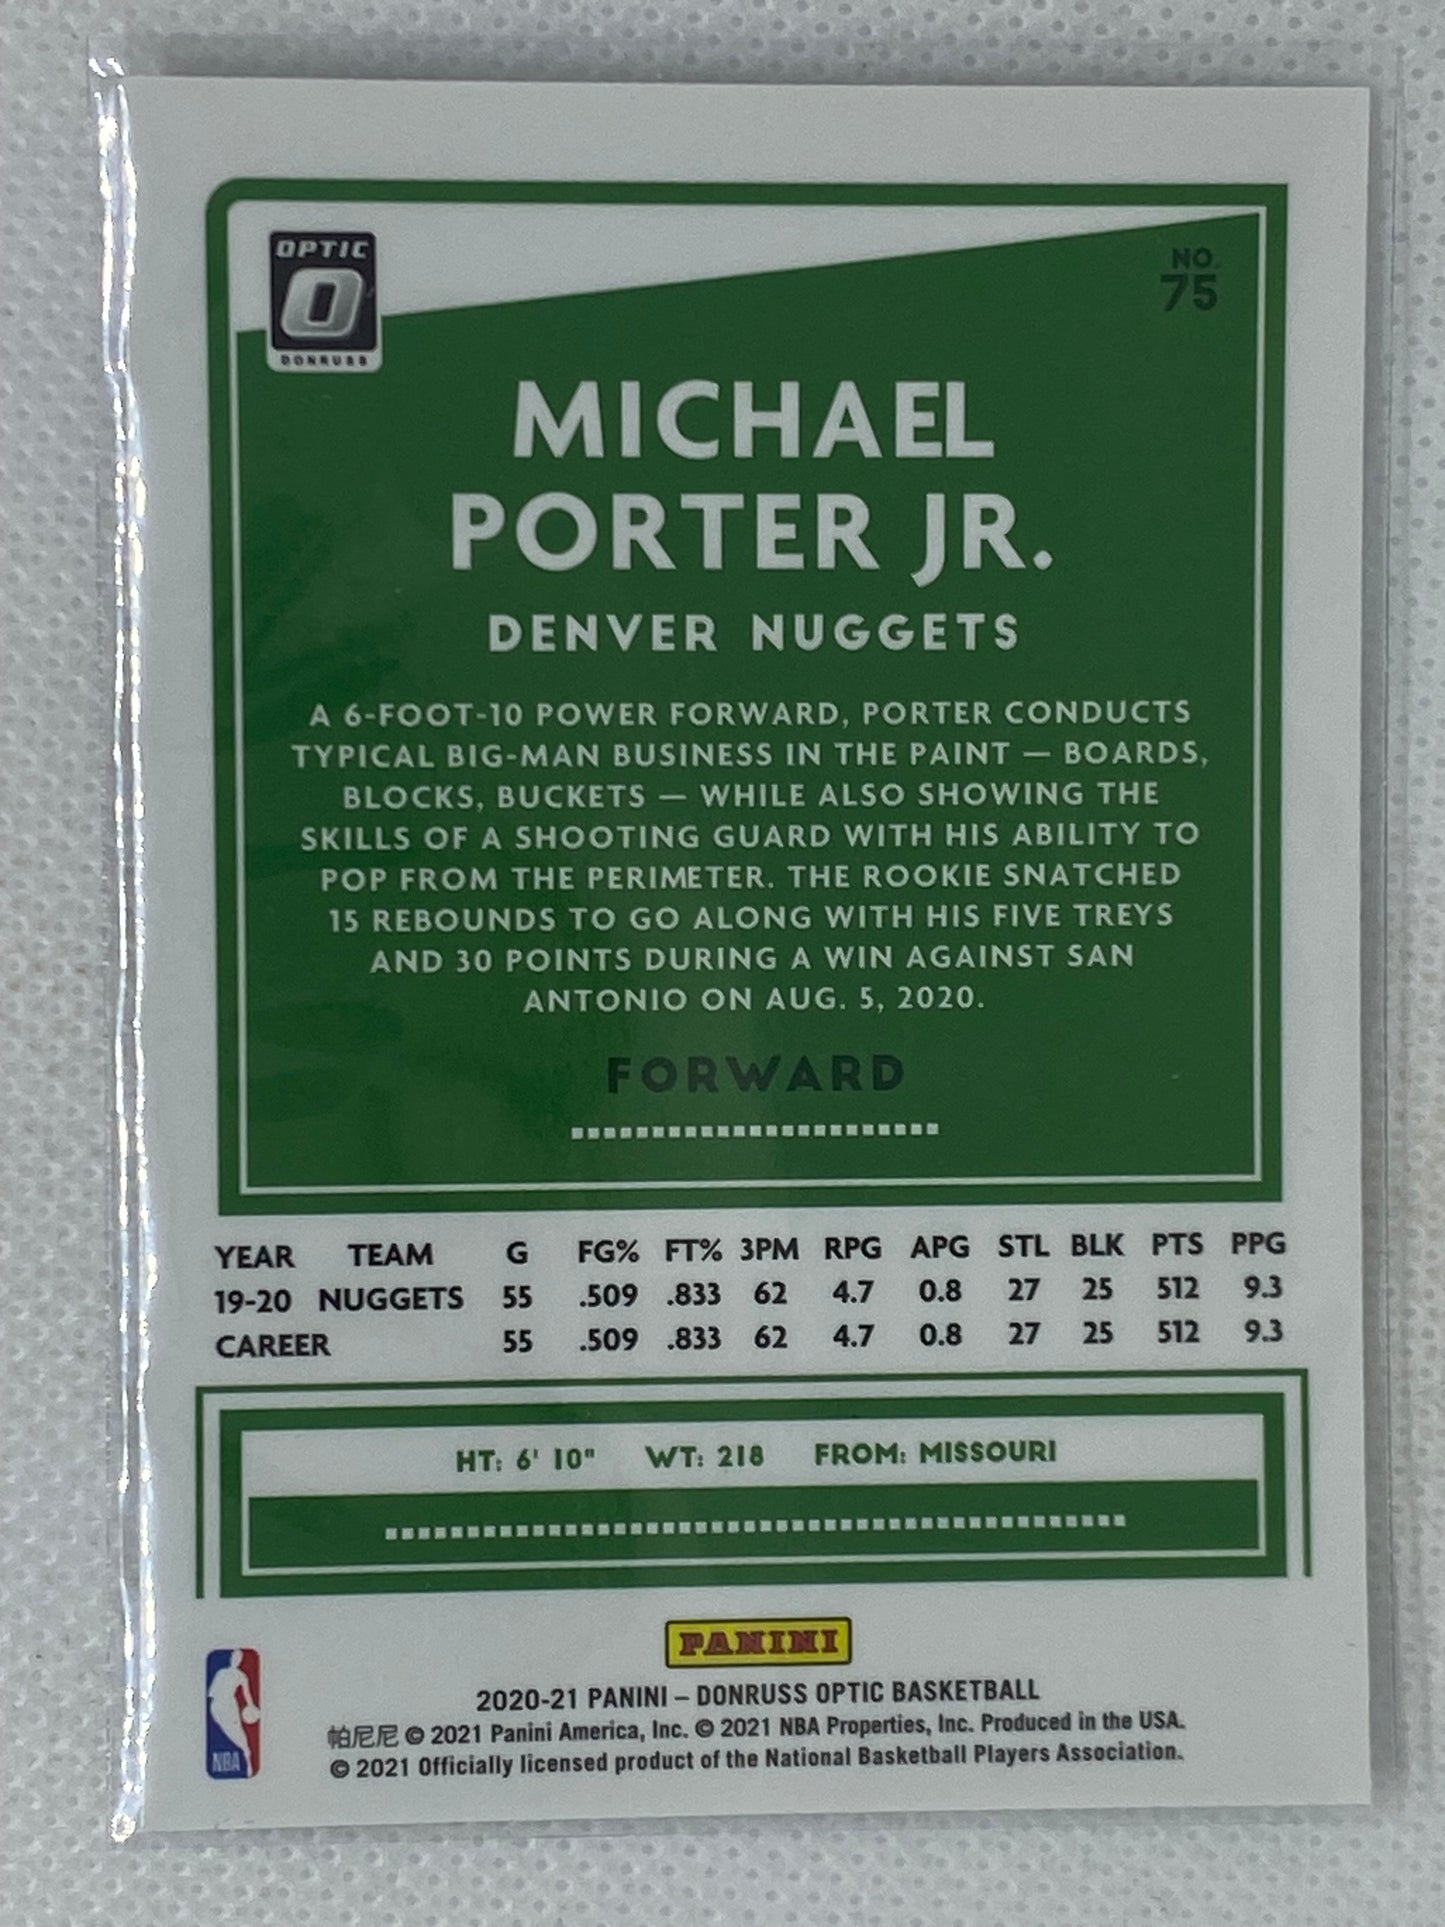 OPTIC
O
DONRUSS
NO.
75
MICHAEL
PORTER JR.
DENVER NUGGETS
A 6-FOOT-10 POWER FORWARD, PORTER CONDUCTS
TYPICAL BIG-MAN BUSINESS IN THE PAINT — BOARDS,
BLOCKS, BUCKETS — WHILE ALSO SHOWING THE
SKILLS OF A SHOOTING GUARD WITH HIS ABILITY TO
POP FROM THE PERIMETER. THE ROOKIE SNATCHED
15 REBOUNDS TO GO ALONG WITH HIS FIVE TREYS
AND 30 POINTS DURING A WIN AGAINST SAN
ANTONIO ON AUG. 5, 2020.
FORWARD
YEAR TEAM G FG% FT% 3PM RPG APG STL BLK PTS PPG
19-20 NUGGETS 55 .509 .833 62 4.7 0.8 27 25 512 9.3
CAREER 55 .509 .833 62 4.7 0.8 27 25 512 9.3
HT: 6' 10" WT: 218 FROM: MISSOURI
PANINI
2020-21 PANINI – DONRUSS OPTIC BASKETBALL
帕尼尼 © 2021 Panini America, Inc. © 2021 NBA Properties, Inc. Produced in the USA.
© 2021 Officially licensed product of the National Basketball Players Association.
NBA